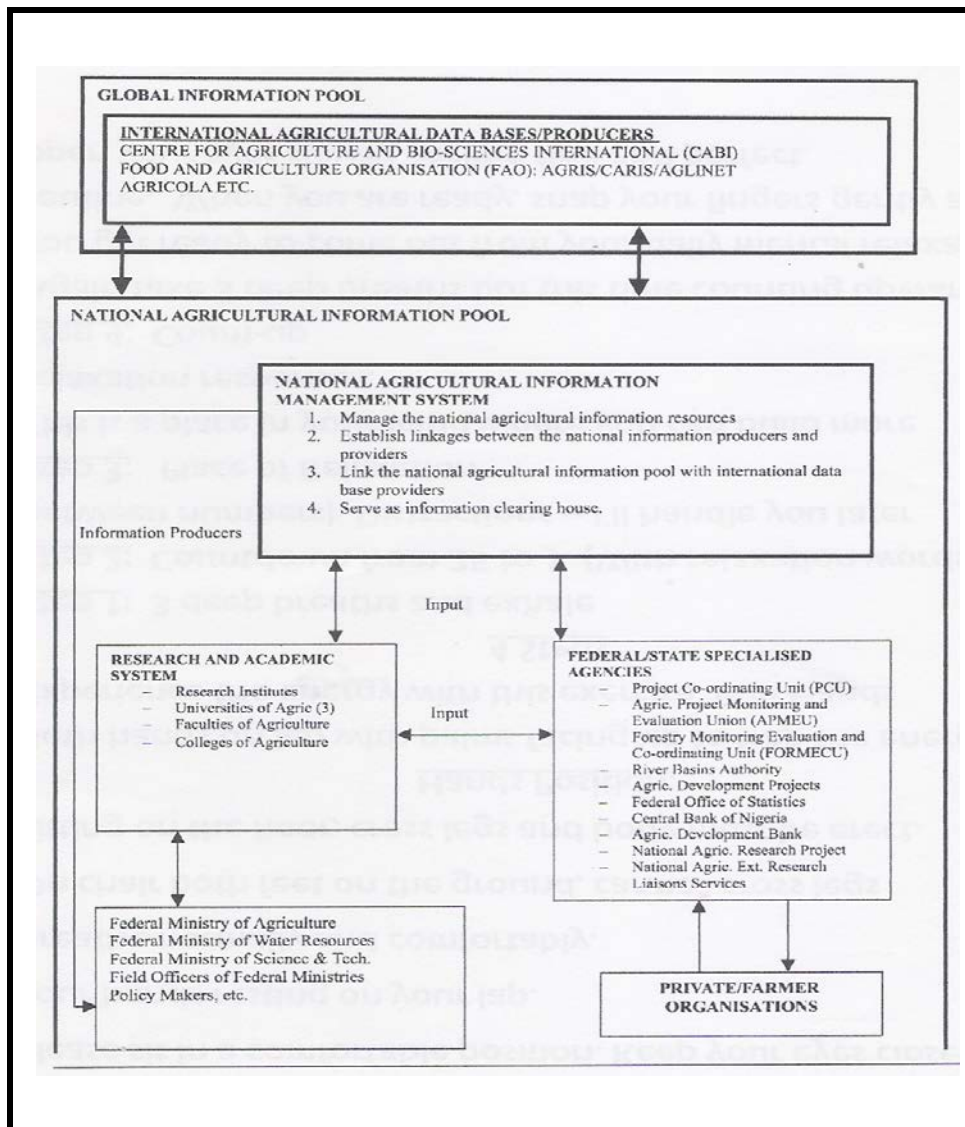 GLOBAL INFORMATION POOL
INTERNATIONAL AGRICULTURAL DATA BASES/PRODUCERS
CENTRE FOR AGRICULTURE AND BIO-SCIENCES INTERNATIONAL (CABI)
FOOD AND AGRICULTURE ORGANISATION (FAO): AGRIS/CARIS/AGLINET
AGRICOLA ETC.
NATIONAL AGRICULTURAL INFORMATION POOL
NATIONAL AGRICULTURAL INFORMATION
MANAGEMENT SYSTEM
1. Manage the national agricultural information resources
2. Establish linkages between the national information producers and
providers
3. Link the national agricultural information pool with international data
base providers
4. Serve as information clearing house.
Information Producers
Input
RESEARCH AND ACADEMIC
SYSTEM
– Research Institutes
– Universities of Agric (3)
– Faculties of Agriculture
– Colleges of Agriculture
Input
FEDERAL/STATE SPECIALISED
AGENCIES
– Project Co-ordinating Unit (PCU)
– Agric. Project Monitoring and
Evaluation Union (APMEU)
– Forestry Monitoring Evaluation and
Co-ordinating Unit (FORMECU)
– River Basins Authority
– Agric. Development Projects
– Federal Office of Statistics
– Central Bank of Nigeria
– Agric. Development Bank
– National Agric. Research Project
– National Agric. Ext. Research
Liaisons Services
Federal Ministry of Agriculture
Federal Ministry of Water Resources
Federal Ministry of Science & Tech.
Field Officers of Federal Ministries
Policy Makers, etc.
PRIVATE/FARMER
ORGANISATIONS